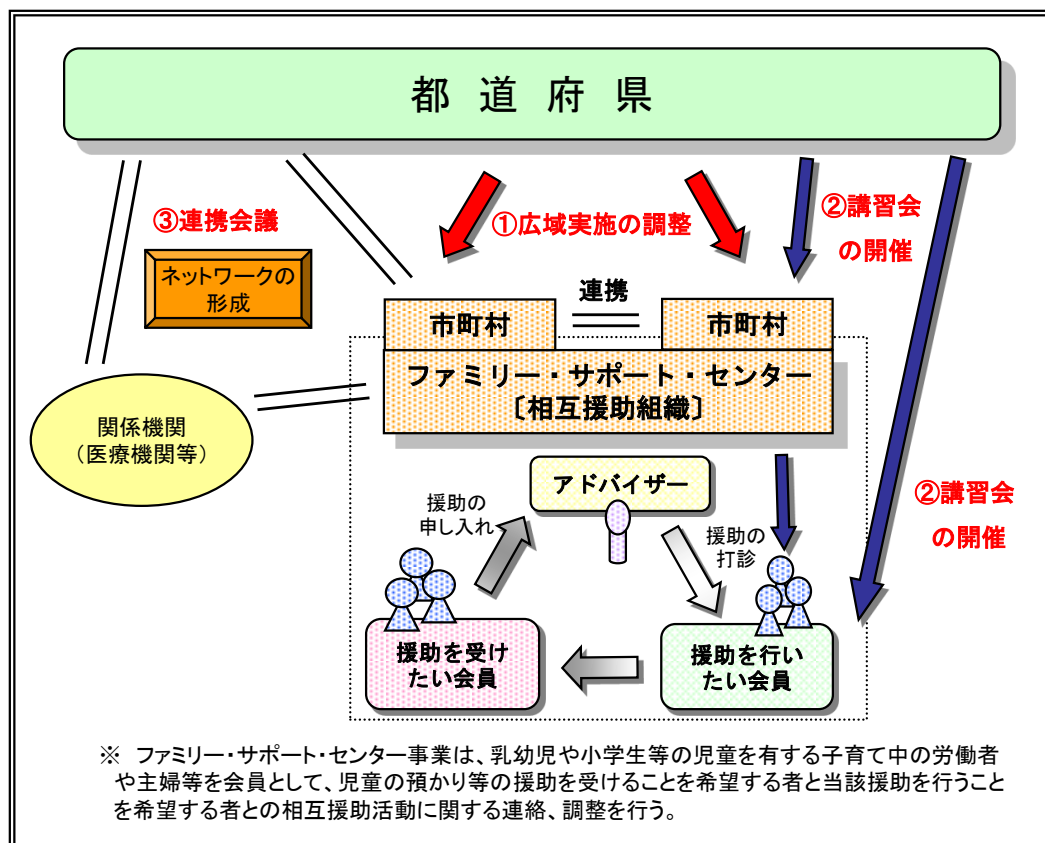 都 道 府 県
③連携会議
ネットワークの
形成
①広域実施の調整
②講習会
の開催
連携
市町村
市町村
ファミリー・サポート・センター
〔相互援助組織〕
関係機関
（医療機関等）
アドバイザー
援助の
申し入れ
援助の
打診
②講習会
の開催
援助を受け
たい会員
援助を行い
たい会員
※ ファミリー・サポート・センター事業は、乳幼児や小学生等の児童を有する子育て中の労働者
や主婦等を会員として、児童の預かり等の援助を受けることを希望する者と当該援助を行うこと
を希望する者との相互援助活動に関する連絡、調整を行う。